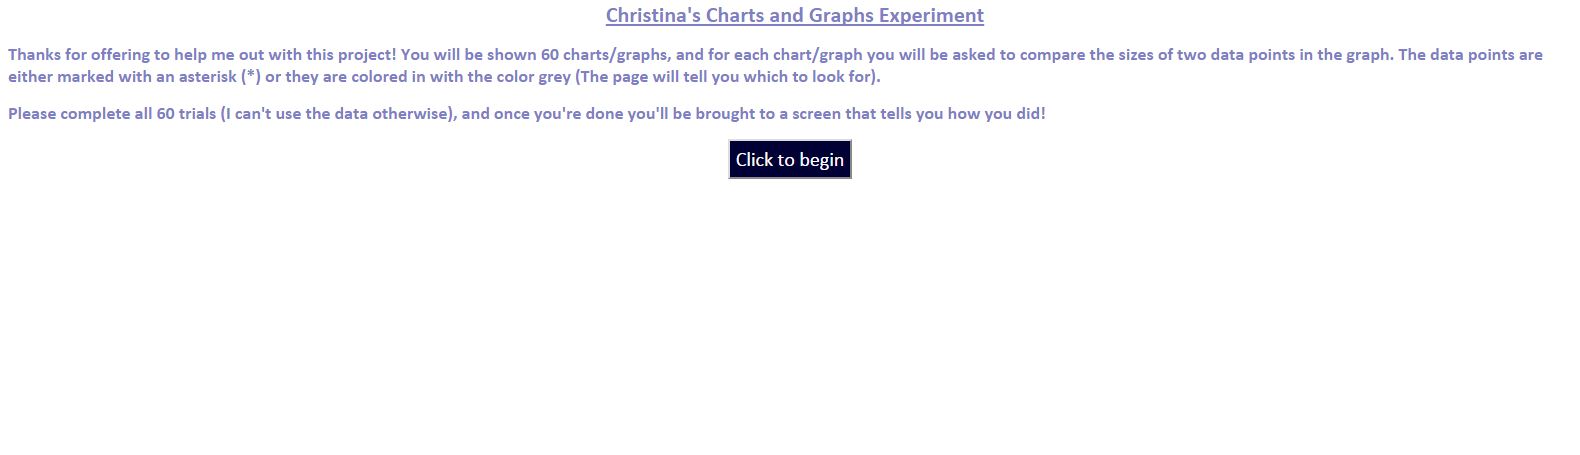 Christina's Charts and Graphs Experiment
Thanks for offering to help me out with this project! You will be shown 60 charts/graphs, and for each chart/graph you will be asked to compare the sizes of two data points in the graph. The data points are
either marked with an asterisk (*) or they are colored in with the color grey (The page will tell you which to look for).
Please complete all 60 trials (I can't use the data otherwise), and once you're done you'll be brought to a screen that tells you how you did!
Click to begin